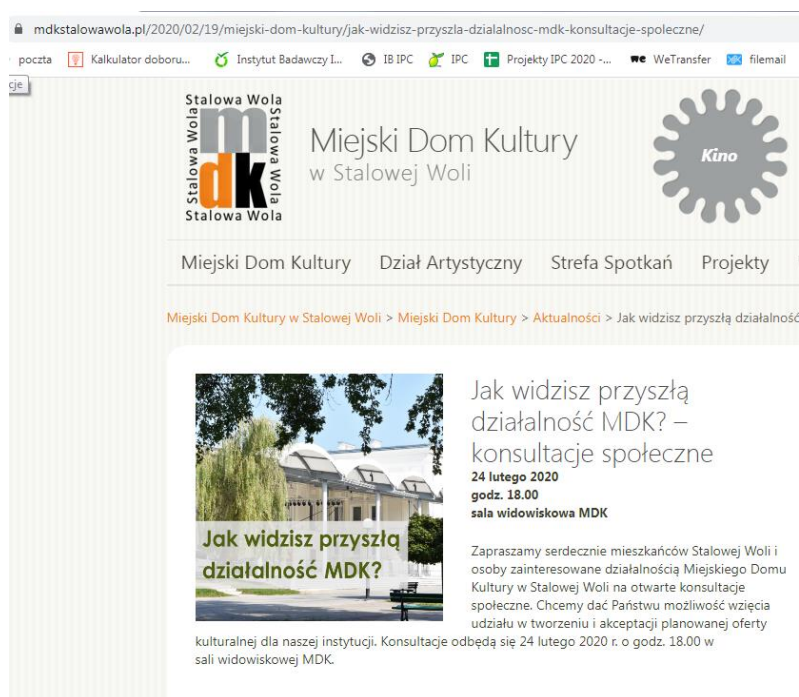 mdkstalowawola.pl/2020/02/19/miejski-dom-kultury/jak-widzisz-przyszla-dzialalnosc-mdk-konsultacje-spoleczne/
poczta Kalkulator doboru... Instytut Badawczy I... IB IPC IPC Projekty IPC 2020 -... we WeTransfer filemail
cje
Stalowa Wola
Stalowa Wola
mdk
Stalowa Wola
Stalowa Wola
Miejski Dom Kultury
w Stalowej Woli
Kino
Miejski Dom Kultury Dział Artystyczny Strefa Spotkań Projekty
Miejski Dom Kultury w Stalowej Woli > Miejski Dom Kultury > Aktualności > Jak widzisz przyszłą działalność
Jak widzisz przyszłą
działalność MDK?
Jak widzisz przyszłą
działalność MDK? –
konsultacje społeczne
24 lutego 2020
godz. 18.00
sala widowiskowa MDK
Zapraszamy serdecznie mieszkańców Stalowej Woli i
osoby zainteresowane działalnością Miejskiego Domu
Kultury w Stalowej Woli na otwarte konsultacje
społeczne. Chcemy dać Państwu możliwość wzięcia
udziału w tworzeniu i akceptacji planowanej oferty
kulturalnej dla naszej instytucji. Konsultacje odbędą się 24 lutego 2020 r. o godz. 18.00 w
sali widowiskowej MDK.